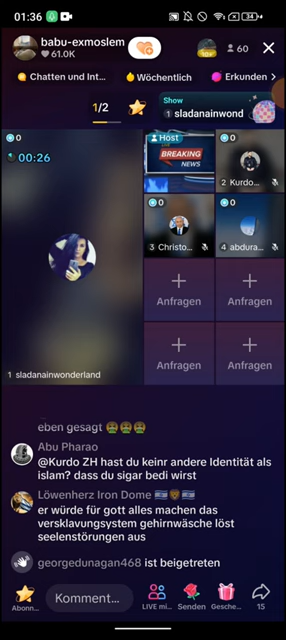 01:36
34
babu-exmoslem
61.0K
60
Chatten und Int...
Wöchentlich
Erkunden
1/2
Show
sladanainwond
0
00:26
Host
BREAKING
NEWS
0
2 Kurdo...
0
3 Christo...
0
4 abdura...
Anfragen
Anfragen
Anfragen
Anfragen
1 sladanainwonderland
eben gesagt
Abu Pharao
@Kurdo ZH hast du keinr andere Identität als
islam? dass du sigar bedi wirst
Löwenherz Iron Dome
er würde für gott alles machen das
versklavungsystem gehirnwäsche löst
seelenstörungen aus
georgedunagan468 ist beigetreten
Kommentar...
Abonn...
LIVE mi...
Senden
Gesche...
15